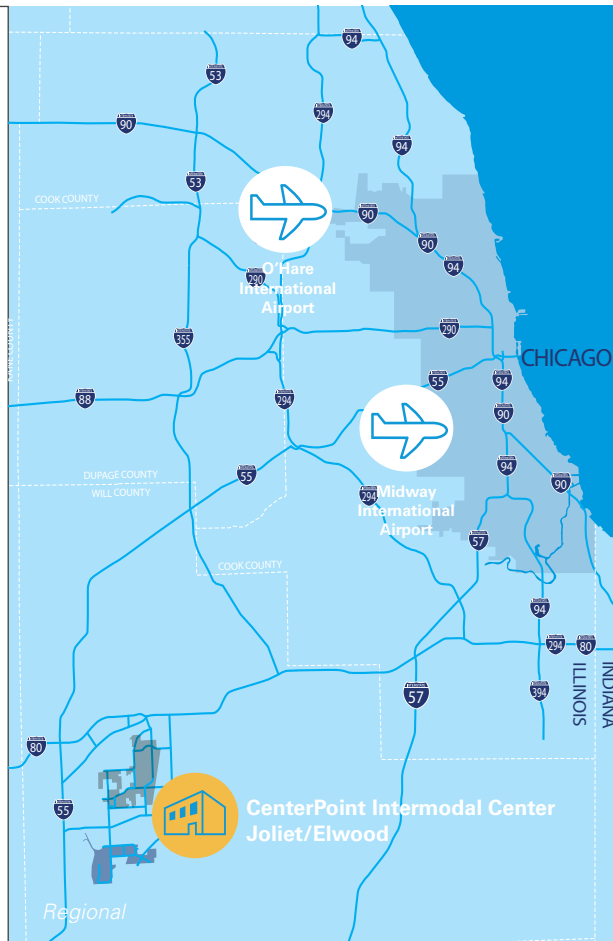 94
53
294
90
94
53
COOK COUNTY
90
90
94
O'Hare
International
Airport
290
290
355
CHICAGO
55
94
88
294
90
94
DUPAGE COUNTY
WILL COUNTY
55
Midway
International
Airport
294
90
57
COOK COUNTY
94
294
80
ILLINOIS
INDIANA
394
57
80
CenterPoint Intermodal Center
Joliet/Elwood
55
Regional